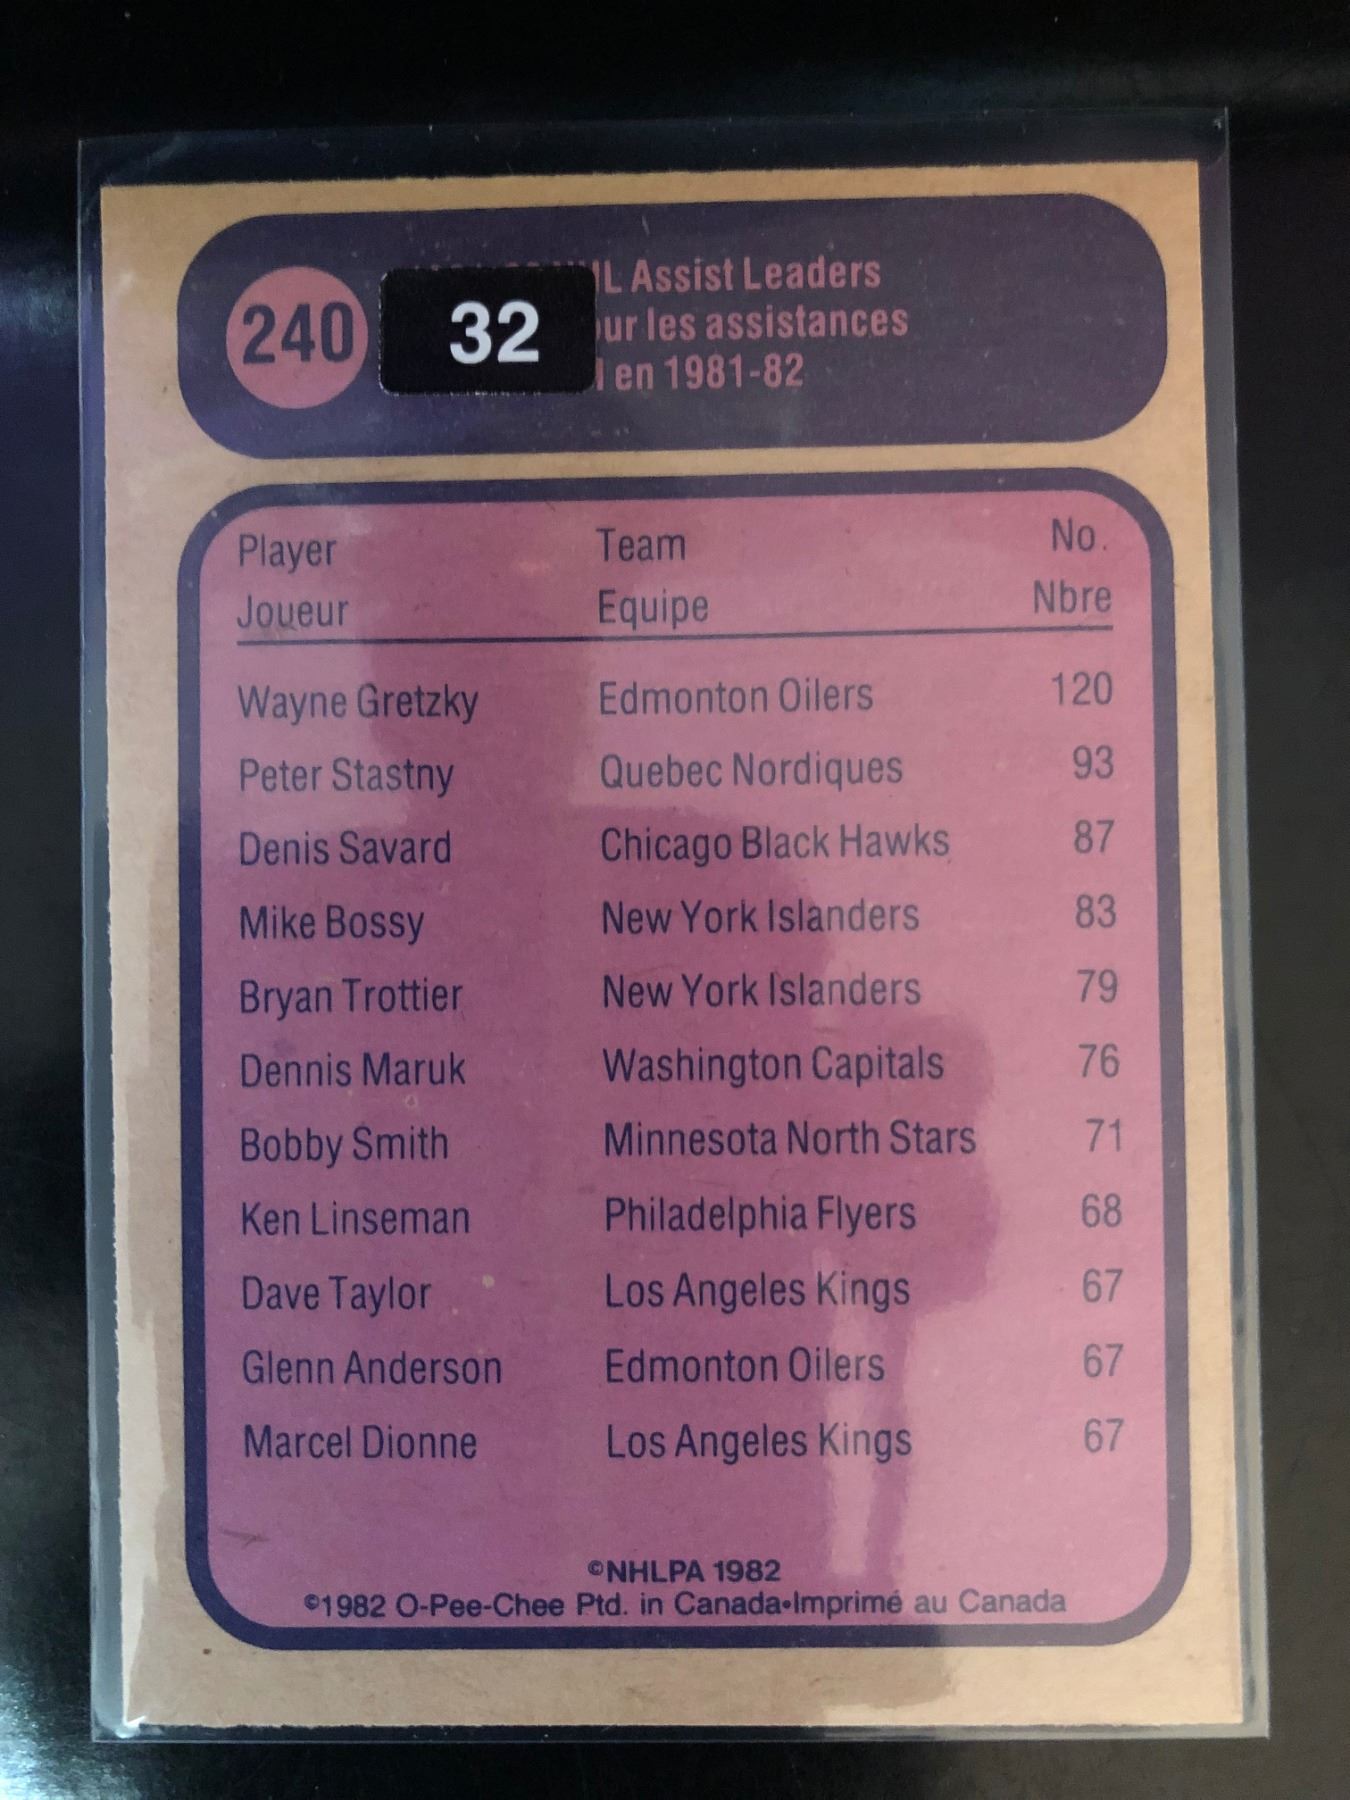 240
32
Assist Leaders
les assistances
en 1981-82
Player Team No.
Joueur Equipe Nbre
Wayne Gretzky Edmonton Oilers 120
Peter Stastny Quebec Nordiques 93
Denis Savard Chicago Black Hawks 87
Mike Bossy New York Islanders 83
Bryan Trottier New York Islanders 79
Dennis Maruk Washington Capitals 76
Bobby Smith Minnesota North Stars 71
Ken Linseman Philadelphia Flyers 68
Dave Taylor Los Angeles Kings 67
Glenn Anderson Edmonton Oilers 67
Marcel Dionne Los Angeles Kings 67
©NHLPA 1982
©1982 O-Pee-Chee Ptd. in Canada•Imprimé au Canada